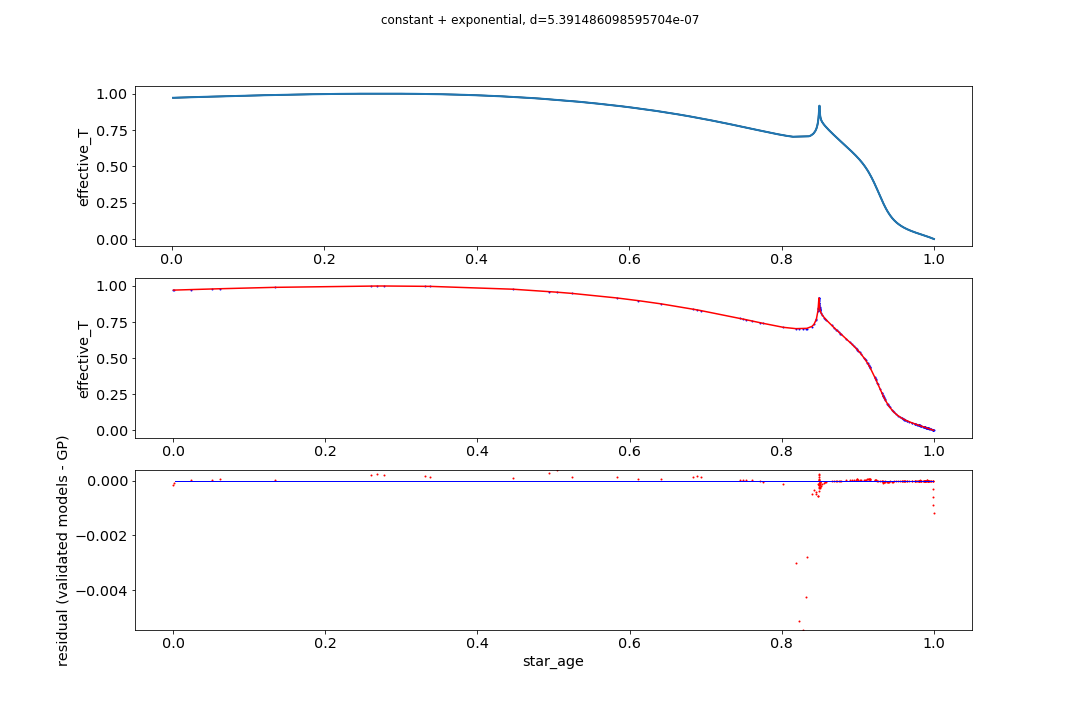 constant + exponential, d=5.391486098595704e-07
1.00
0.75
0.50
0.25
0.00
effective_T
0.0 0.2 0.4 0.6 0.8 1.0
1.00
0.75
0.50
0.25
0.00
effective_T
0.0 0.2 0.4 0.6 0.8 1.0
0.000
−0.002
−0.004
residual (validated models - GP)
0.0 0.2 0.4 0.6 0.8 1.0
star_age